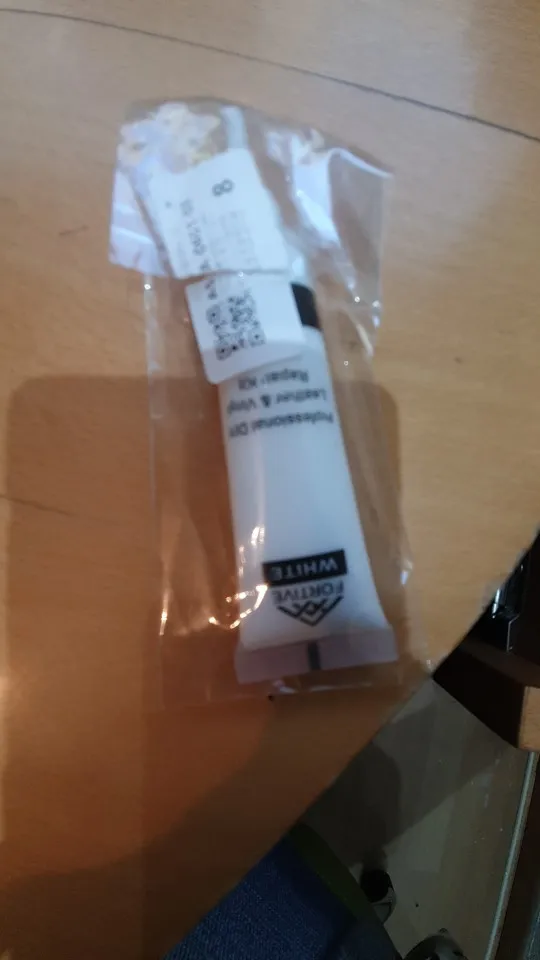 FORTIVE
WHITE
Professional DIY
Leather & Vinyl
Repair Kit
8